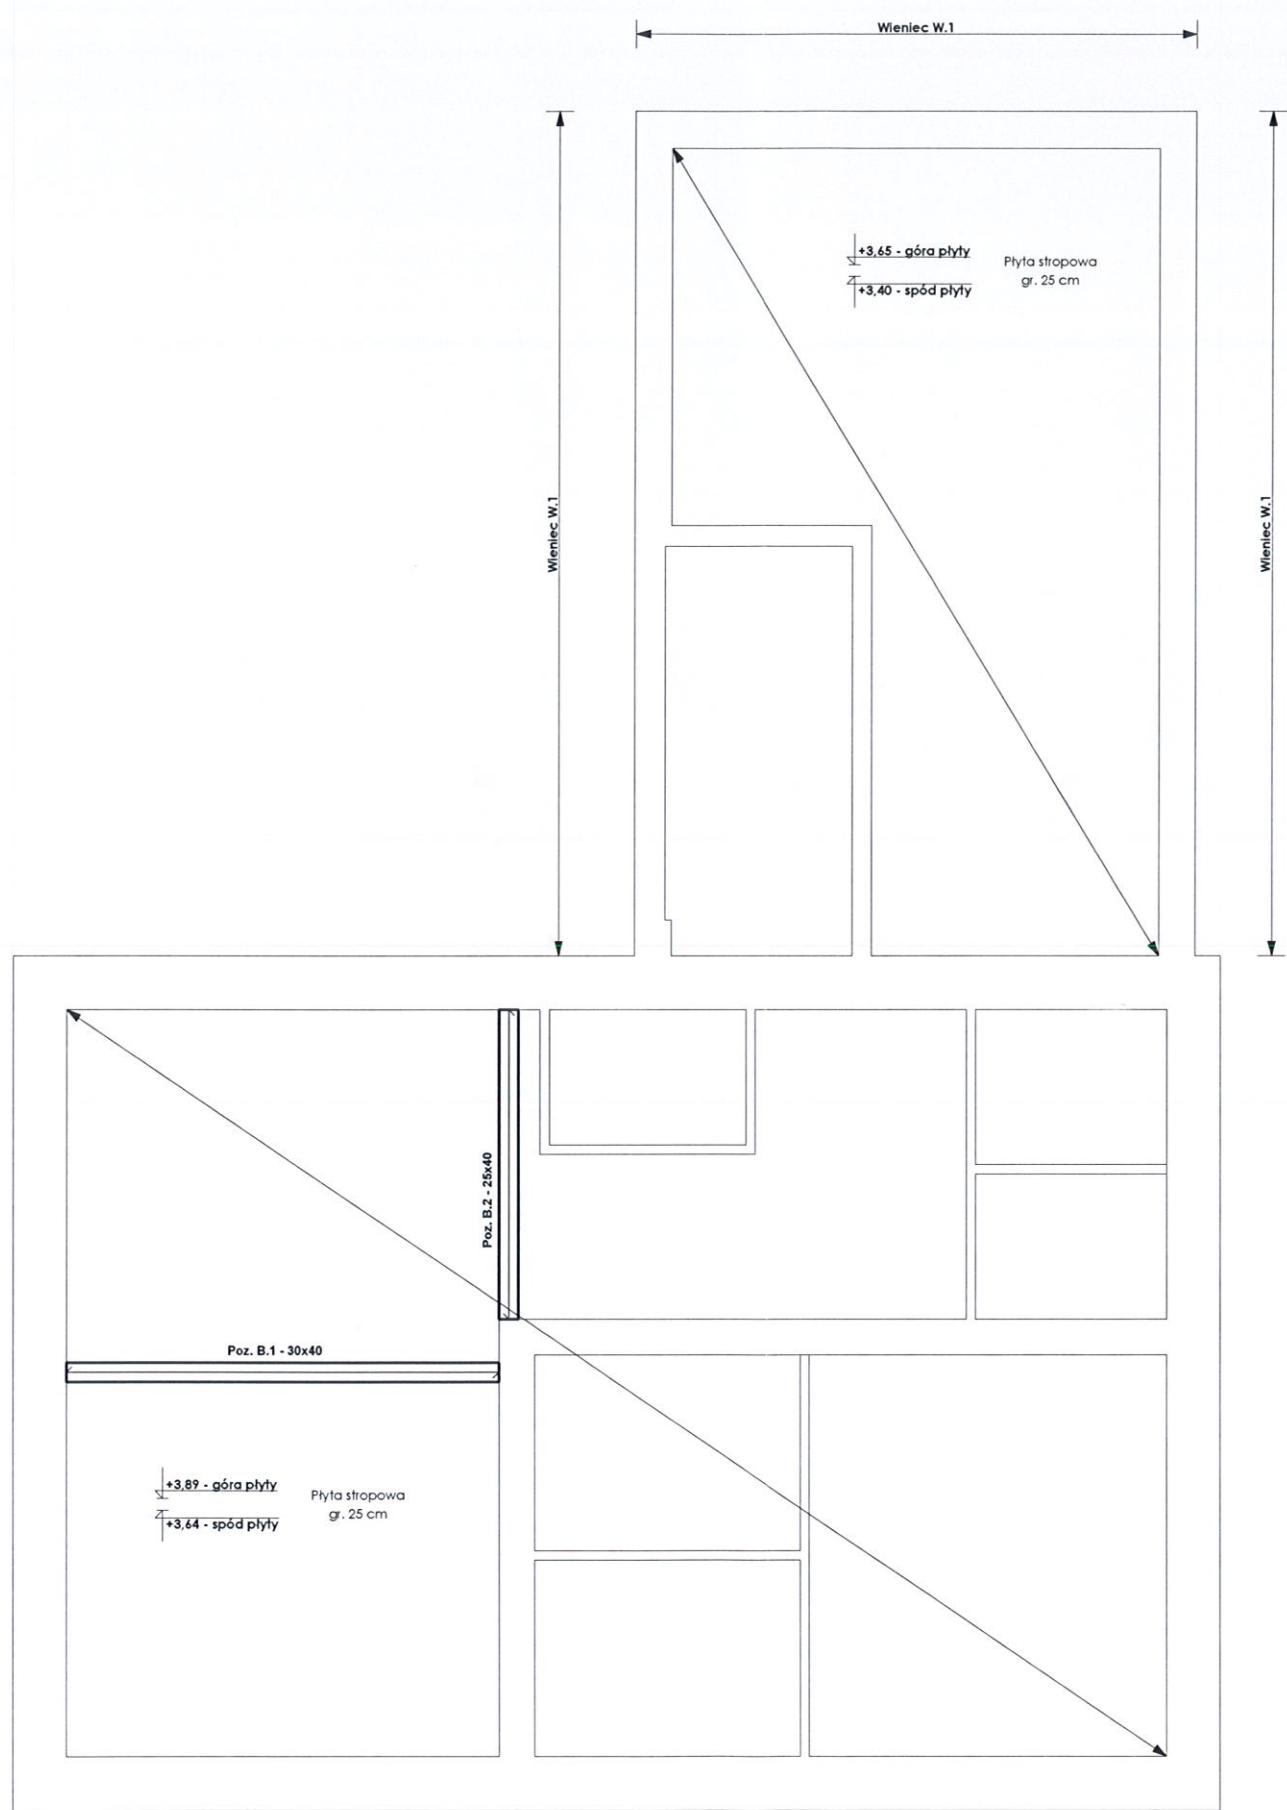 Wieniec W.1
+3,65 - góra płyty
Płyta stropowa
gr. 25 cm
+3,40 - spód płyty
Wieniec W.1
Wieniec W.1
Poz. B.2 - 25x40
Poz. B.1 - 30x40
+3,89 - góra płyty
Płyta stropowa
gr. 25 cm
+3,64 - spód płyty